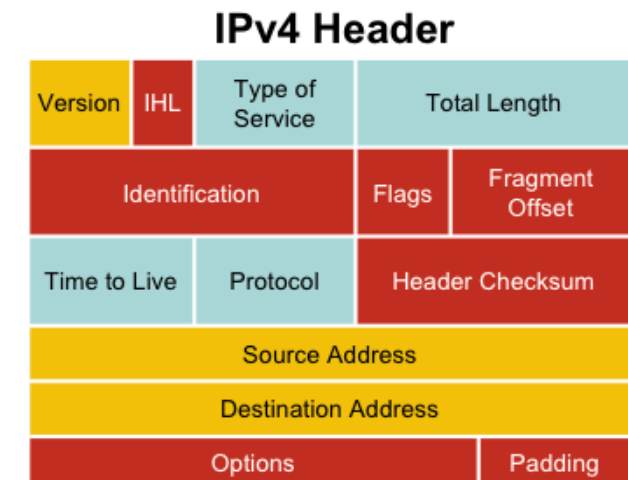 IPv4 Header
Version IHL Type of Service Total Length
Identification Flags Fragment Offset
Time to Live Protocol Header Checksum
Source Address
Destination Address
Options Padding